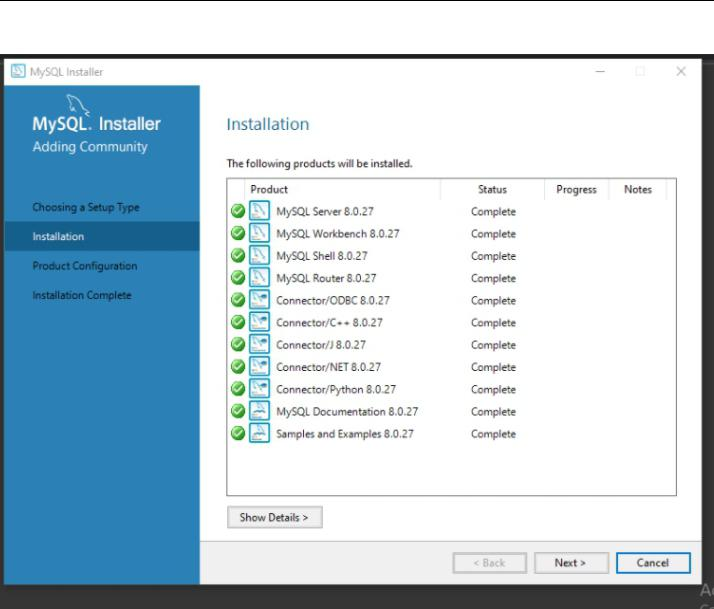 MySQL Installer
MySQL. Installer
Adding Community
Choosing a Setup Type
Installation
Product Configuration
Installation Complete
Installation
The following products will be installed.
Product Status Progress Notes
MySQL Server 8.0.27 Complete
MySQL Workbench 8.0.27 Complete
MySQL Shell 8.0.27 Complete
MySQL Router 8.0.27 Complete
Connector/ODBC 8.0.27 Complete
Connector/C++ 8.0.27 Complete
Connector/J 8.0.27 Complete
Connector/NET 8.0.27 Complete
Connector/Python 8.0.27 Complete
MySQL Documentation 8.0.27 Complete
Samples and Examples 8.0.27 Complete
Show Details >
< Back Next > Cancel